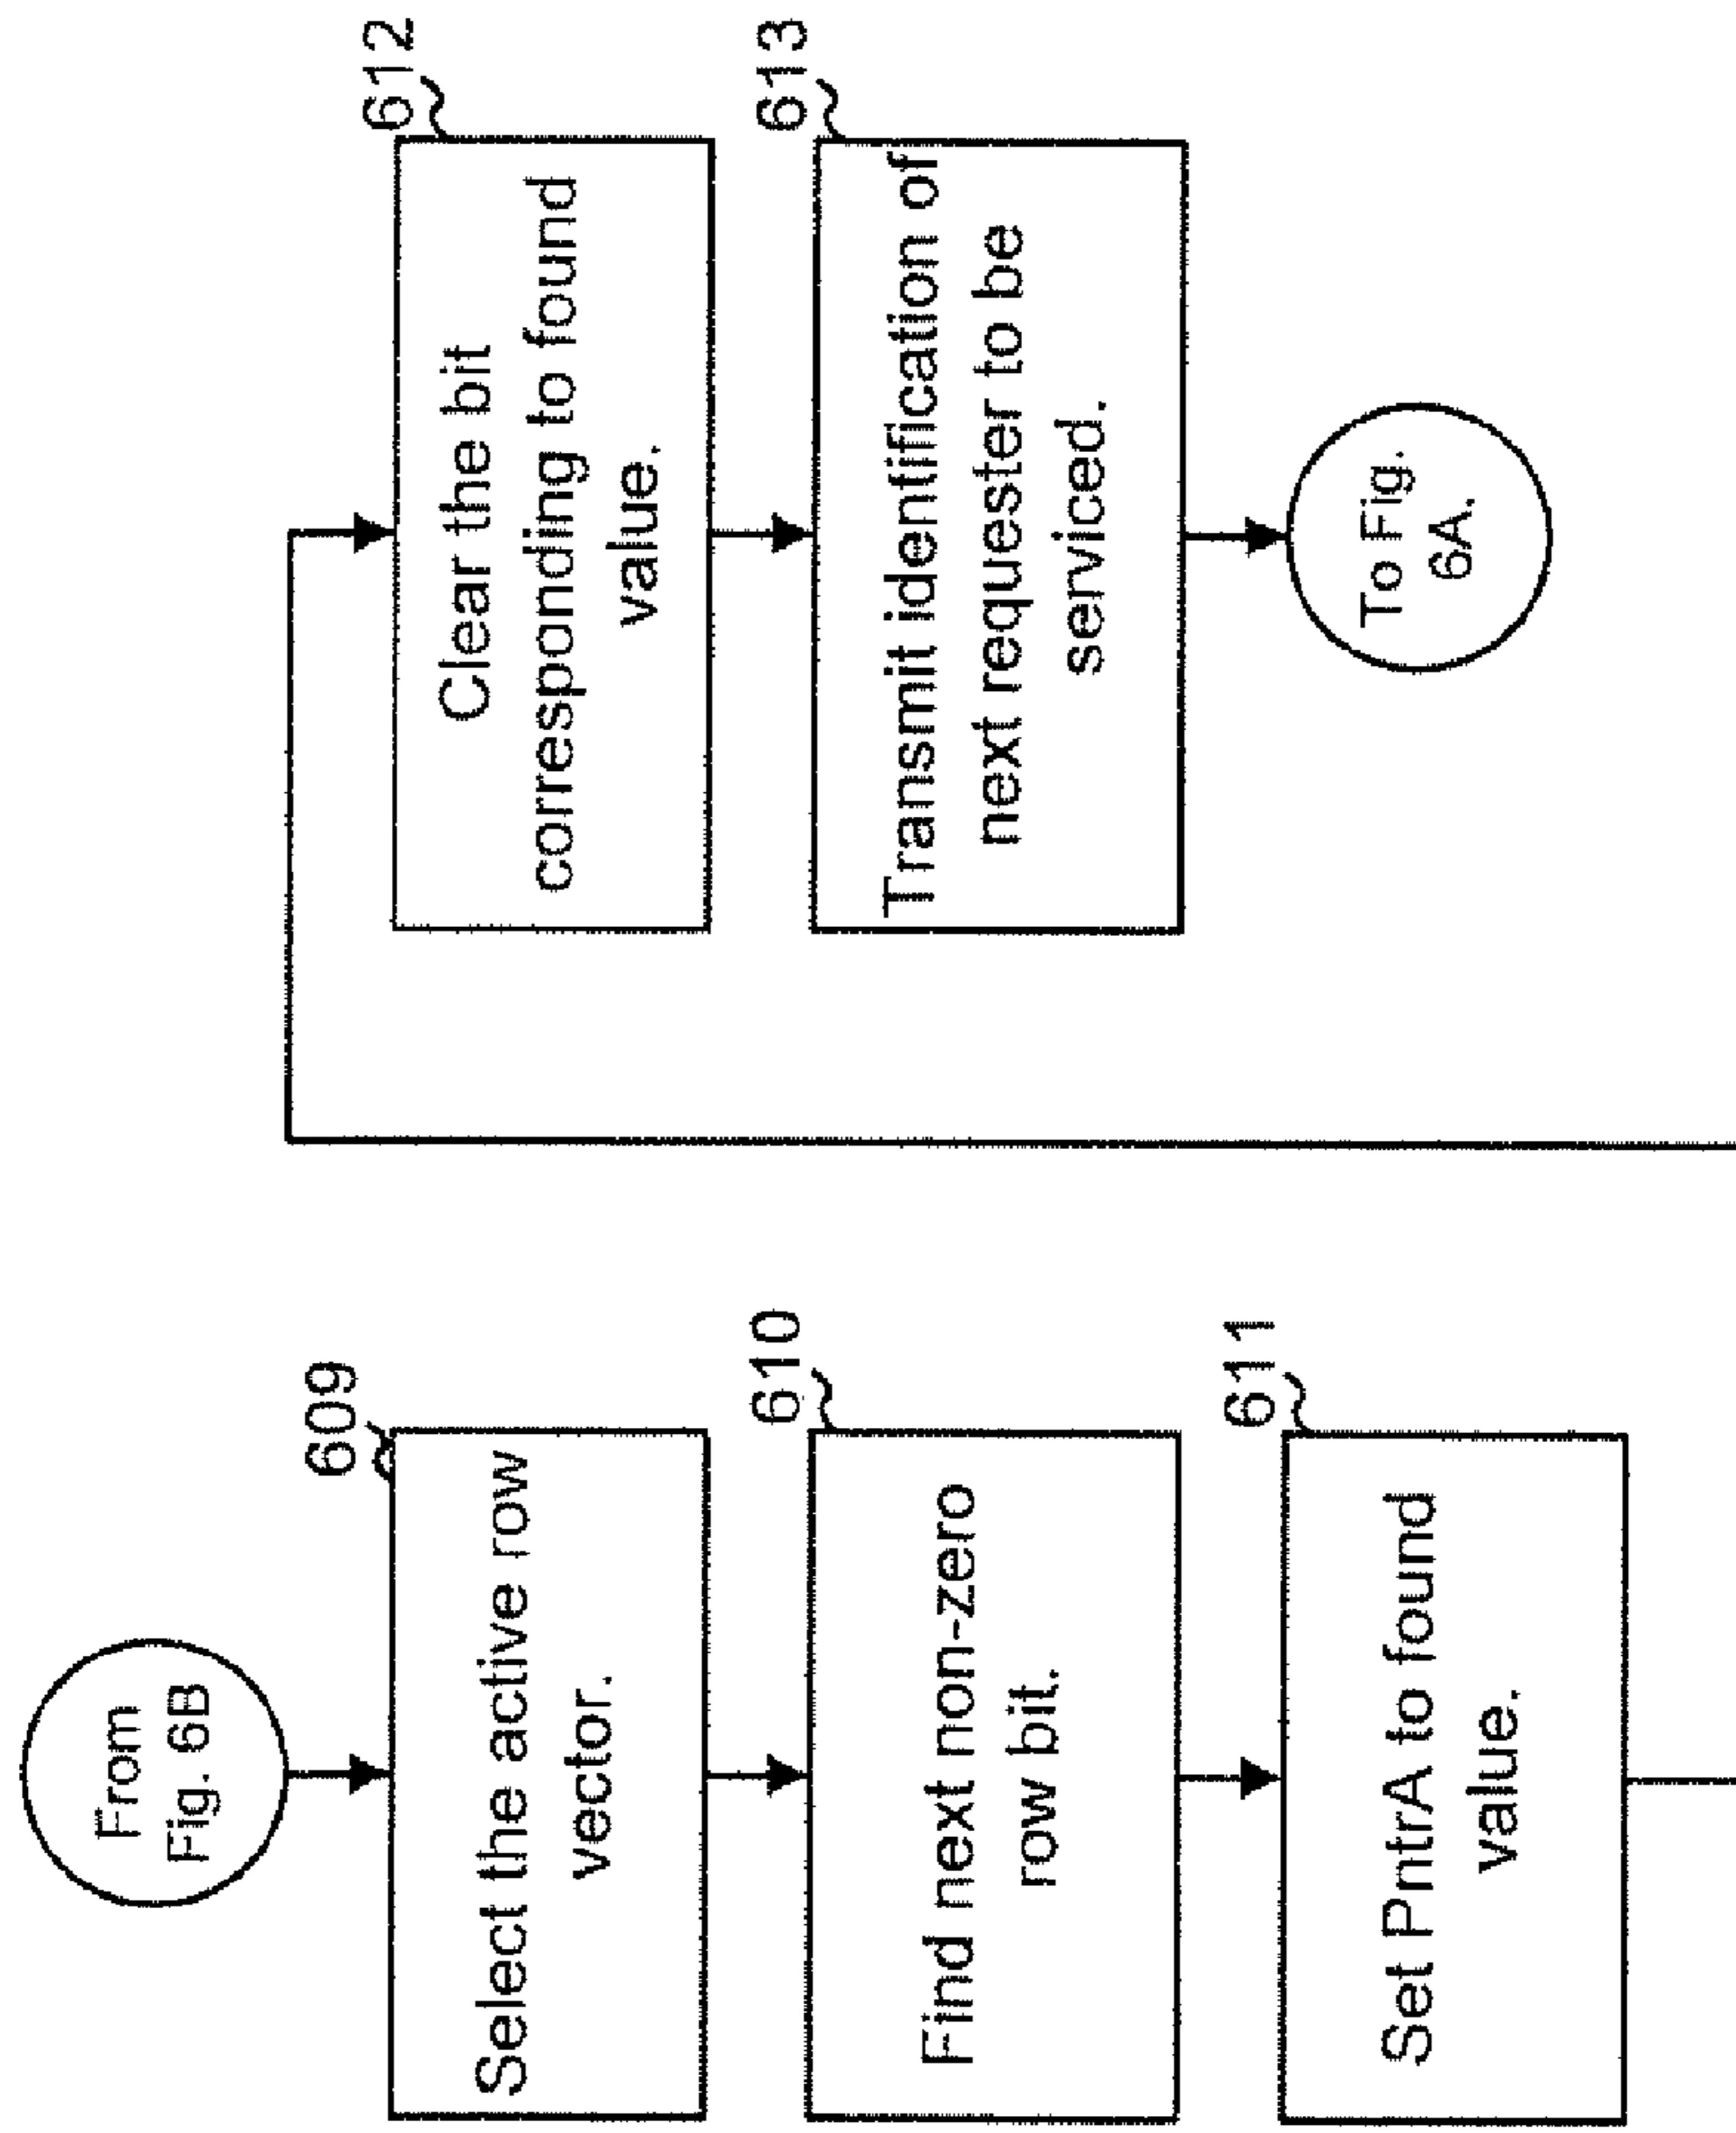 From
Fig. 6B
609
Select the active row
vector.
610
Find next non-zero
row bit.
611
Set PntrA to found
value.
612
Clear the bit
corresponding to found
value.
613
Transmit identification of
next requester to be
serviced.
To Fig.
6A.